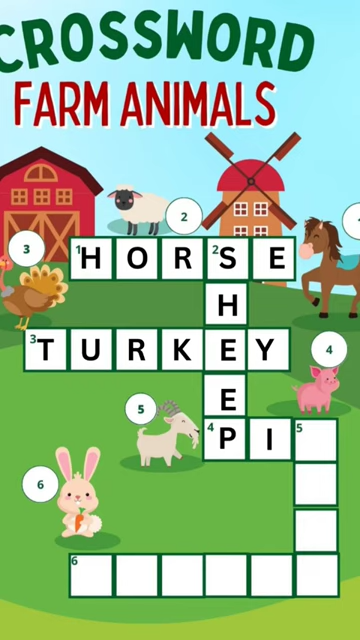 CROSSWORD
FARM ANIMALS
2
3
1 H O R 2 S E
H
3 T U R K E Y
4
E
5
4 P I 5
6
6